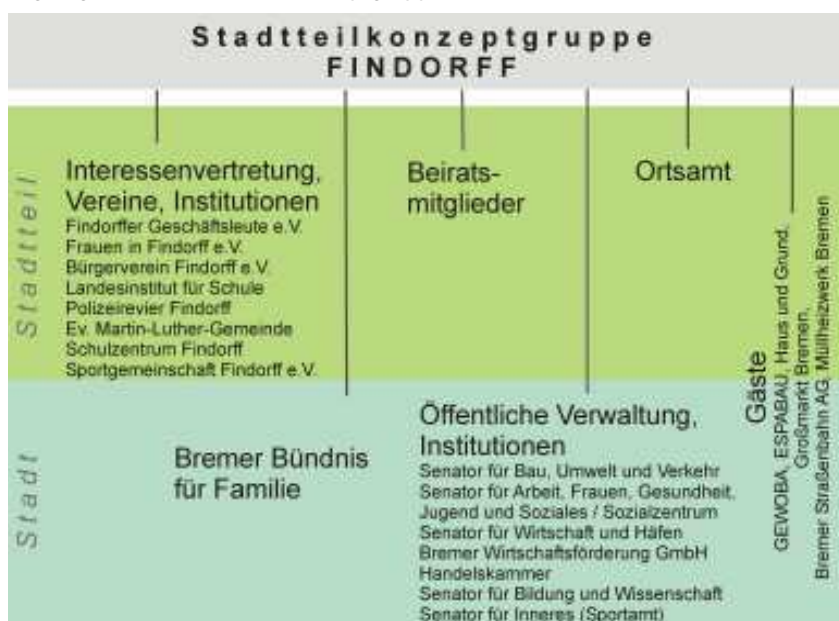 Stadtteilkonzeptgruppe
FINDORFF
Stadtteil
Interessenvertretung,
Vereine, Institutionen
Findorffer Geschäftsleute e.V.
Frauen in Findorff e.V.
Bürgerverein Findorff e.V.
Landesinstitut für Schule
Polizeirevier Findorff
Ev. Martin-Luther-Gemeinde
Schulzentrum Findorff
Sportgemeinschaft Findorff e.V.
Beirats-
mitglieder
Ortsamt
Gäste
GEWOBA, ESPABAU, Haus und Grund,
Großmarkt Bremen,
Bremer Straßenbahn AG, Müllheizwerk Bremen
Stadt
Bremer Bündnis
für Familie
Öffentliche Verwaltung,
Institutionen
Senator für Bau, Umwelt und Verkehr
Senator für Arbeit, Frauen, Gesundheit,
Jugend und Soziales / Sozialzentrum
Senator für Wirtschaft und Häfen
Bremer Wirtschaftsförderung GmbH
Handelskammer
Senator für Bildung und Wissenschaft
Senator für Inneres (Sportamt)